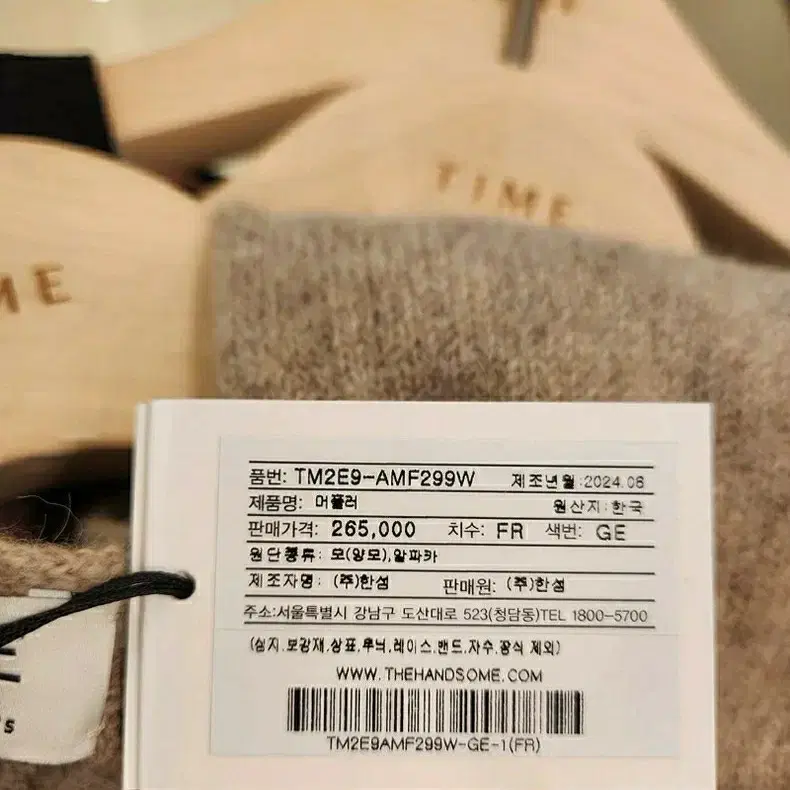 TIME
ME
품번: TM2E9-AMF299W 제조년월:2024.08
제품명: 머플러 원산지:한국
판매가격: 265,000 치수: FR 색번: GE
원단종류: 모(양모),알파카
제조자명: (주)한섬 판매원: (주)한섬
주소:서울특별시 강남구 도산대로 523(청담동)TEL 1800-5700
(심지,보강재,상표,루닉,레이스,밴드,자수,장식 제외)
WWW.THEHANDSOME.COM
TM2E9AMF299W-GE-1(FR)